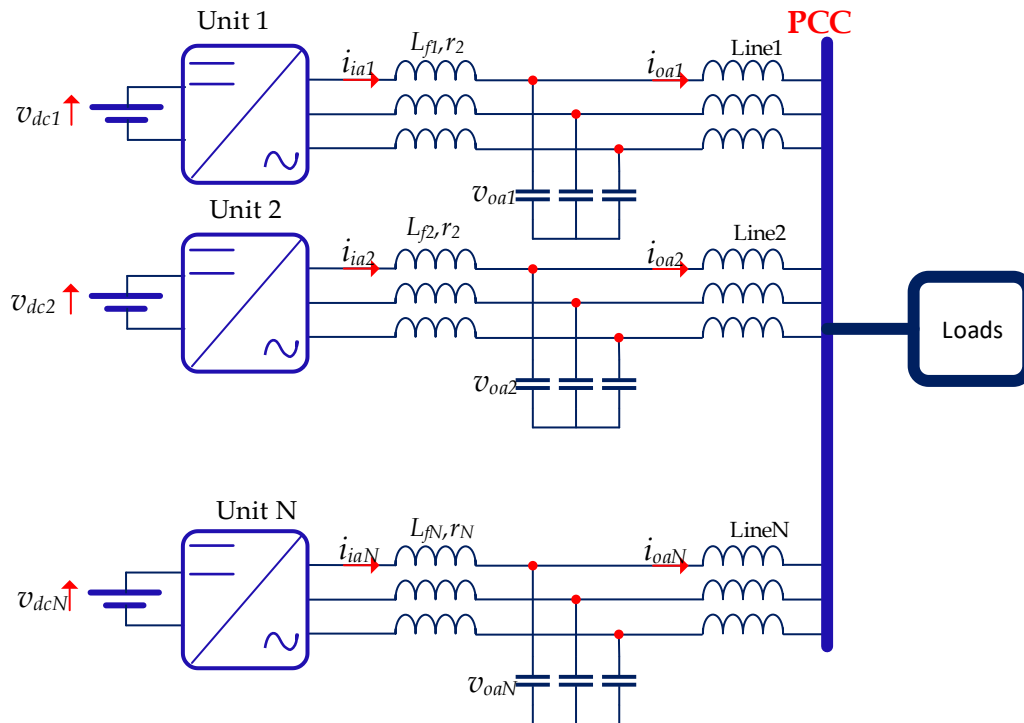 PCC
Unit 1
L_f1,r_2
Line1
i_ia1
i_oa1
v_dc1
v_oa1
Unit 2
L_f2,r_2
Line2
i_ia2
i_oa2
v_dc2
Loads
v_oa2
Unit N
L_fN,r_N
LineN
i_iaN
i_oaN
v_dcN
v_oaN